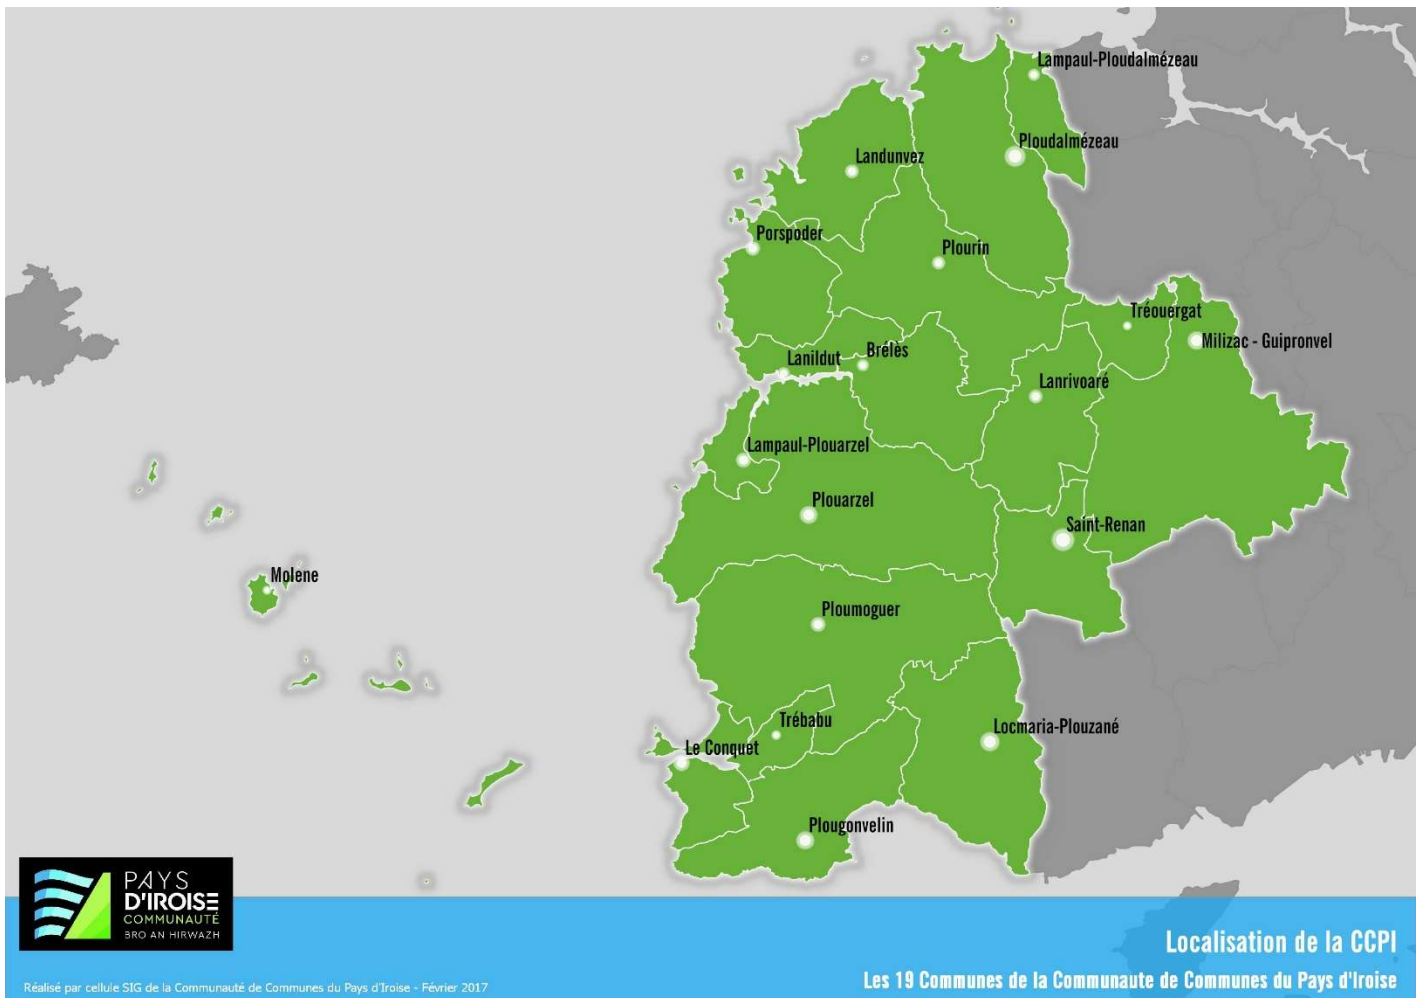 Lampaul-Ploudalmézeau
Ploudalmézeau
Landunvez
Porspoder
Plourin
Tréouergat
Milizac - Guipronvel
Lanildut
Brélès
Lanrivoaré
Lampaul-Plouarzel
Plouarzel
Saint-Renan
Molene
Ploumoguer
Trébabu
Locmaria-Plouzané
Le Conquet
Plougonvelin
PAYS
D'IROISE
COMMUNAUTÉ
BRO AN HIRWAZH
Localisation de la CCPI
Les 19 Communes de la Communaute de Communes du Pays d'Iroise
Réalisé par cellule SIG de la Communauté de Communes du Pays d'Iroise - Février 2017